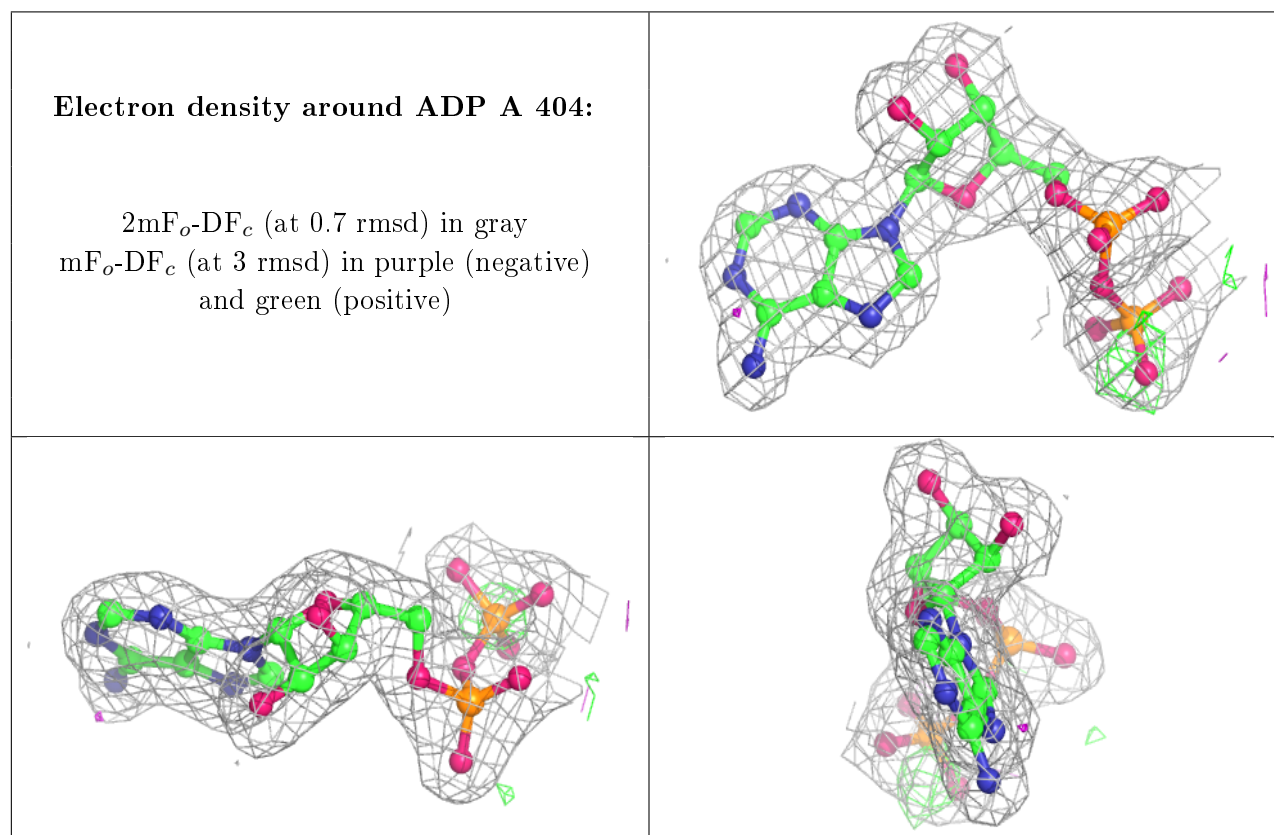 Electron density around ADP A 404:
2mFₒ-DF𝒸 (at 0.7 rmsd) in gray
mFₒ-DF𝒸 (at 3 rmsd) in purple (negative)
and green (positive)